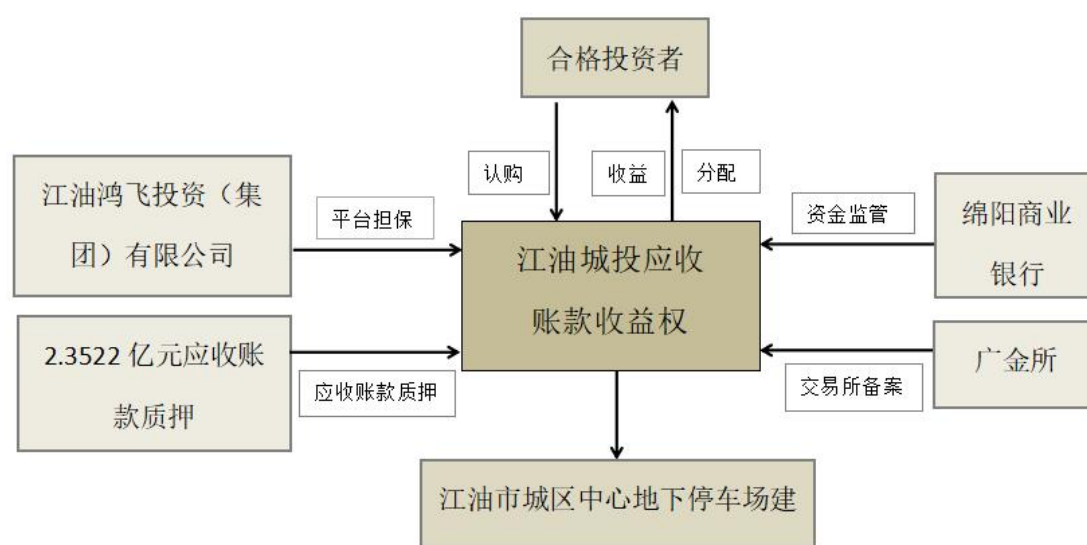 合格投资者
认购
收益
分配
江油鸿飞投资（集
团）有限公司
平台担保
江油城投应收
账款收益权
资金监管
绵阳商业
银行
2.3522 亿元应收账
款质押
应收账款质押
交易所备案
广金所
江油市城区中心地下停车场建